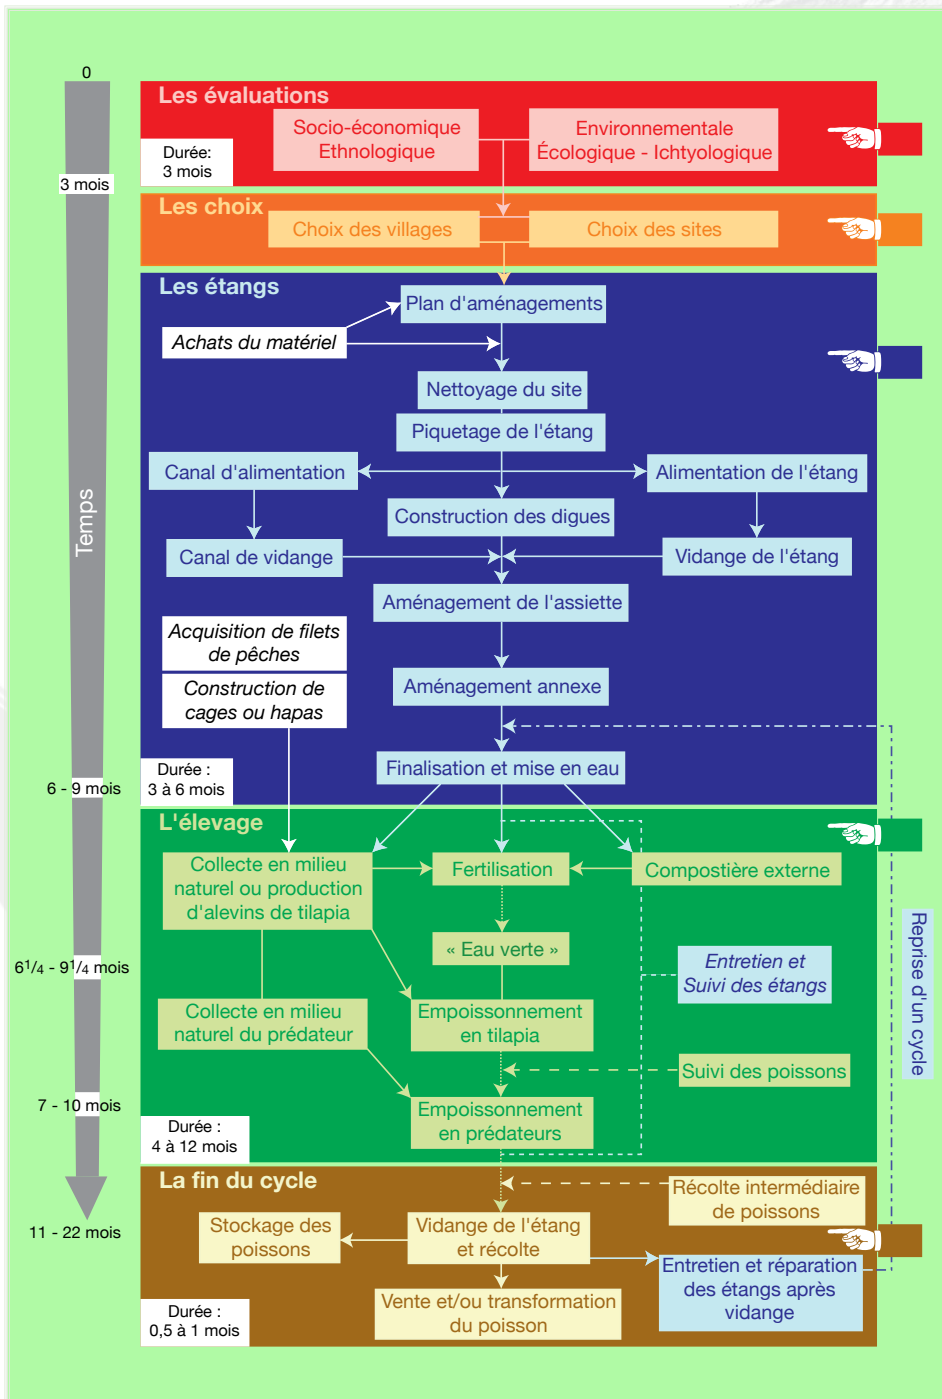 0
Les évaluations
Socio-économique
Ethnologique
Environnementale
Écologique - Ichtyologique
Durée:
3 mois
3 mois
Les choix
Choix des villages
Choix des sites
Les étangs
Plan d'aménagements
Achats du matériel
Nettoyage du site
Piquetage de l'étang
Canal d'alimentation
Alimentation de l'étang
Temps
Construction des digues
Canal de vidange
Vidange de l'étang
Aménagement de l'assiette
Acquisition de filets
de pêches
Construction de
cages ou hapas
Aménagement annexe
Finalisation et mise en eau
Durée :
3 à 6 mois
6 - 9 mois
L'élevage
Collecte en milieu
naturel ou production
d'alevins de tilapia
Fertilisation
Compostière externe
« Eau verte »
6 1/4 - 9 1/4 mois
Entretien et
Suivi des étangs
Reprise d'un cycle
Collecte en milieu
naturel du prédateur
Empoissonnement
en tilapia
Suivi des poissons
7 - 10 mois
Empoissonnement
en prédateurs
Durée :
4 à 12 mois
La fin du cycle
Récolte intermédiaire
de poissons
11 - 22 mois
Stockage des
poissons
Vidange de l'étang
et récolte
Entretien et réparation
des étangs après
vidange
Vente et/ou transformation
du poisson
Durée :
0,5 à 1 mois